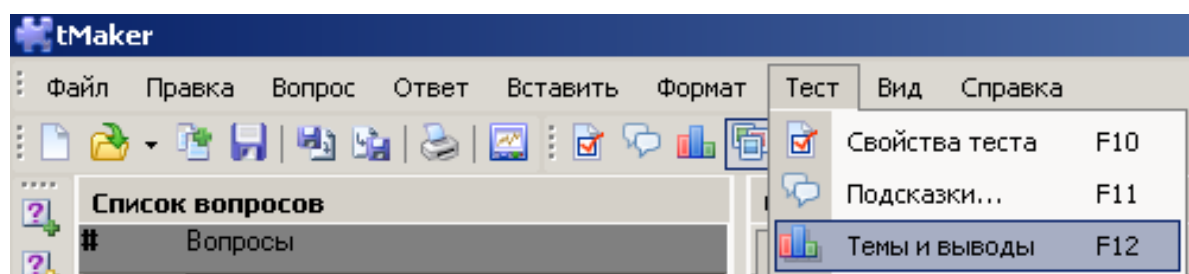 tMaker
Файл Правка Вопрос Ответ Вставить Формат Тест Вид Справка
Свойства теста F10
Список вопросов
Подсказки... F11
# Вопросы
Темы и выводы F12